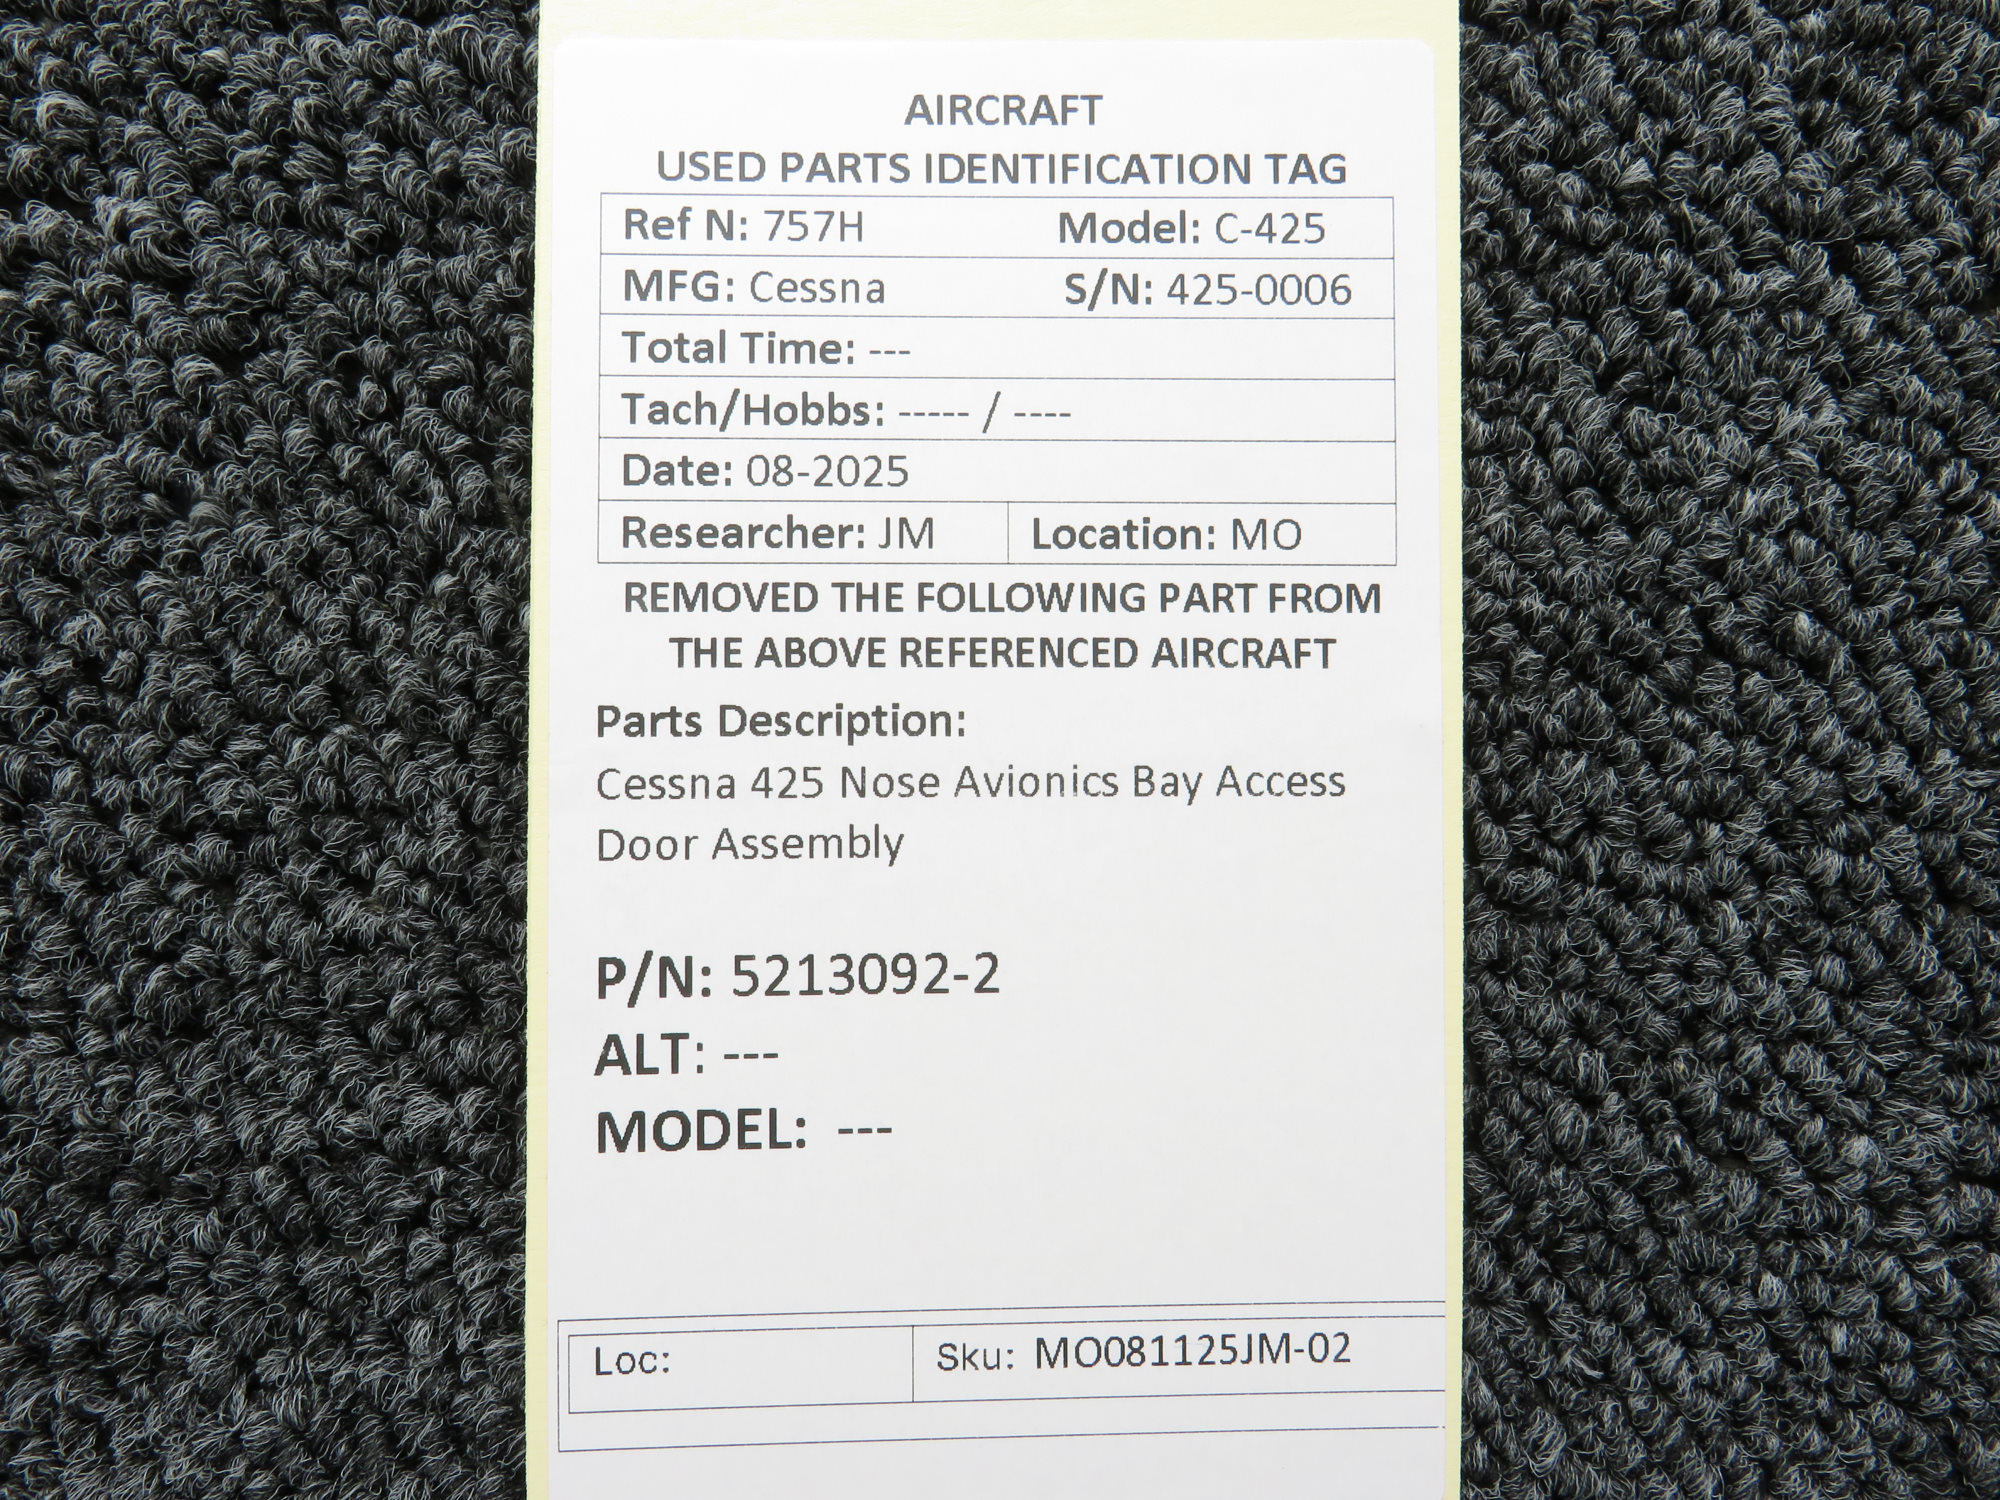 AIRCRAFT
USED PARTS IDENTIFICATION TAG
Ref N: 757H Model: C-425
MFG: Cessna S/N: 425-0006
Total Time: ---
Tach/Hobbs: ----- / ----
Date: 08-2025
Researcher: JM Location: MO
REMOVED THE FOLLOWING PART FROM
THE ABOVE REFERENCED AIRCRAFT
Parts Description:
Cessna 425 Nose Avionics Bay Access
Door Assembly
P/N: 5213092-2
ALT: ---
MODEL: ---
Loc: Sku: MO081125JM-02